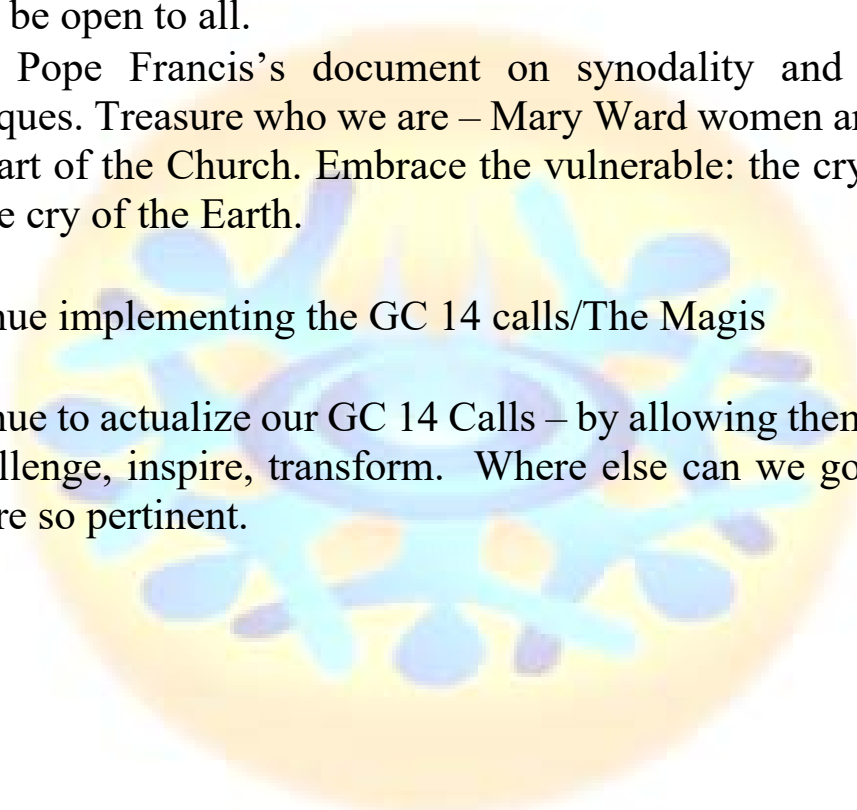 be open to all.
Pope Francis’s document on synodality and
ques. Treasure who we are – Mary Ward women an
art of the Church. Embrace the vulnerable: the cry
e cry of the Earth.
nue implementing the GC 14 calls/The Magis
nue to actualize our GC 14 Calls – by allowing them
llenge, inspire, transform. Where else can we go
re so pertinent.